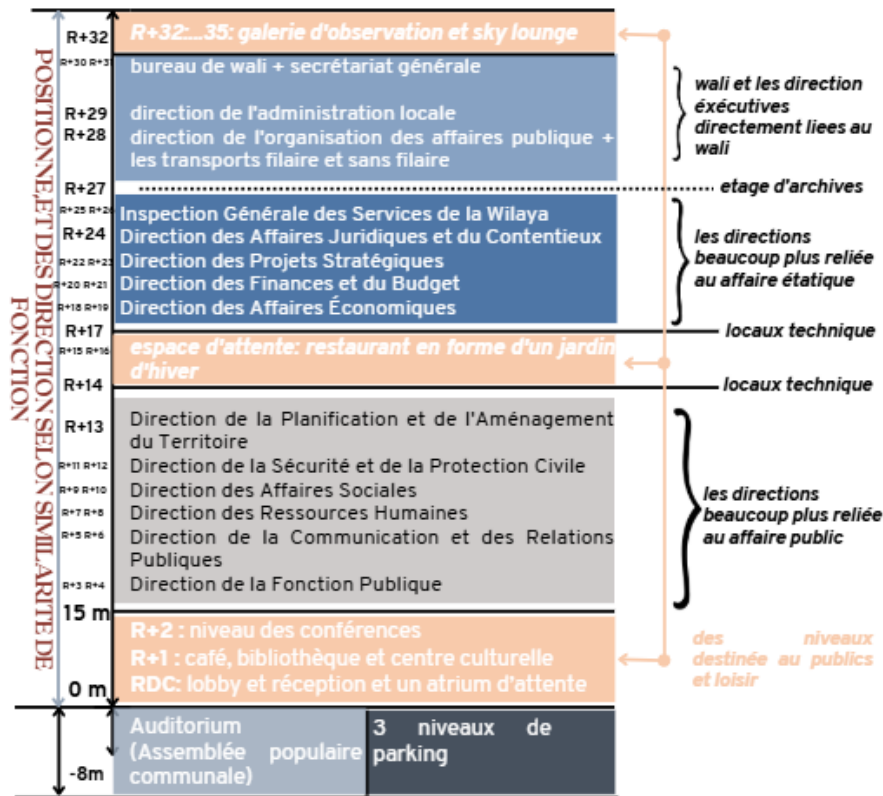 POSITIONNE,ET DES DIRECTION SELON SIMILARITE DE
FONCTION
R+32
R+32:...35: galerie d'observation et sky lounge
R+30 R+31
bureau de wali + secrétariat générale
R+29
direction de l'administration locale
R+28
direction de l'organisation des affaires publique +
les transports filaire et sans filaire
wali et les direction
éxécutives
directement liees au
wali
R+27
etage d'archives
R+25 R+26
Inspection Générale des Services de la Wilaya
R+24
Direction des Affaires Juridiques et du Contentieux
R+22 R+23
Direction des Projets Stratégiques
R+20 R+21
Direction des Finances et du Budget
R+18 R+19
Direction des Affaires Économiques
les directions
beaucoup plus reliée
au affaire étatique
R+17
locaux technique
R+15 R+16
espace d'attente: restaurant en forme d'un jardin
d'hiver
R+14
locaux technique
R+13
Direction de la Planification et de l'Aménagement
du Territoire
R+11 R+12
Direction de la Sécurité et de la Protection Civile
R+9 R+10
Direction des Affaires Sociales
R+7 R+8
Direction des Ressources Humaines
R+5 R+6
Direction de la Communication et des Relations
Publiques
R+3 R+4
Direction de la Fonction Publique
les directions
beaucoup plus reliée
au affaire public
15 m
R+2 : niveau des conférences
R+1 : café, bibliothèque et centre culturelle
RDC: lobby et réception et un atrium d'attente
0 m
des niveaux
destinée au publics
et loisir
Auditorium
(Assemblée populaire
communale)
3 niveaux de
parking
-8m